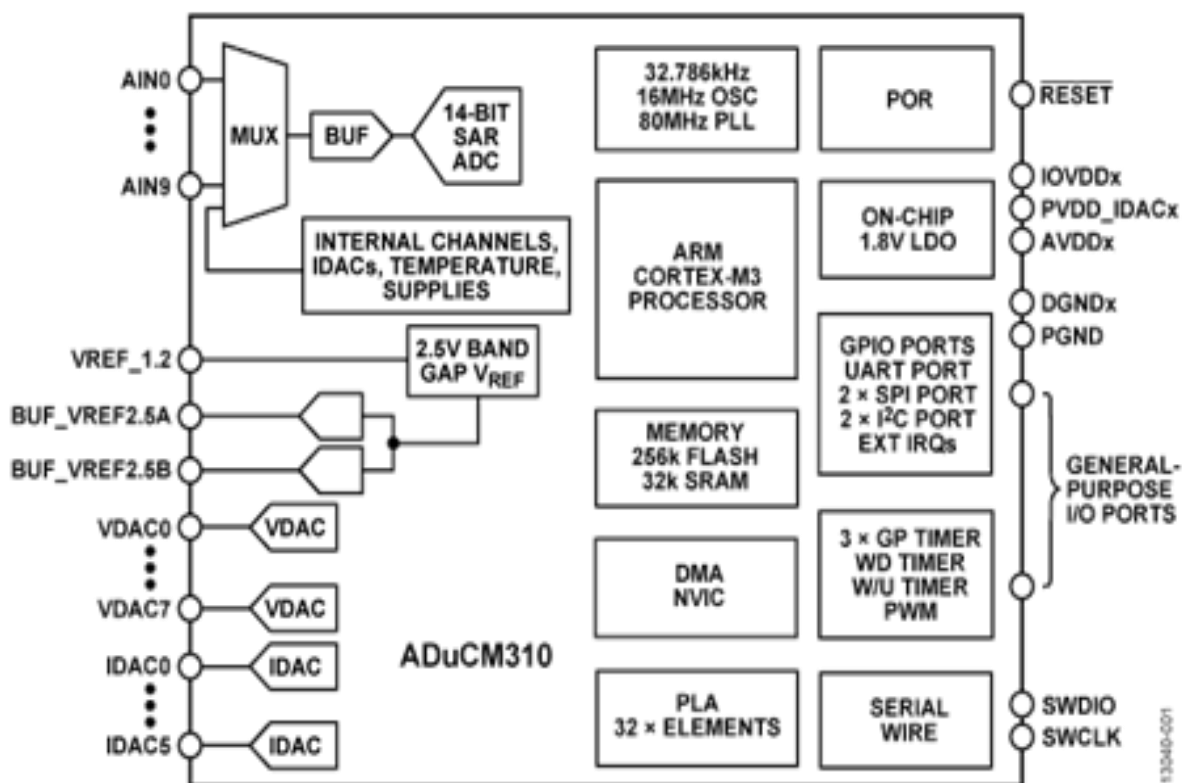 AIN0
AIN9
MUX
BUF
14-BIT
SAR
ADC
INTERNAL CHANNELS,
IDACs, TEMPERATURE,
SUPPLIES
VREF_1.2
2.5V BAND
GAP VREF
BUF_VREF2.5A
BUF_VREF2.5B
VDAC0
VDAC
VDAC7
VDAC
IDAC0
IDAC
IDAC5
IDAC
ADuCM310
32.786kHz
16MHz OSC
80MHz PLL
ARM
CORTEX-M3
PROCESSOR
MEMORY
256k FLASH
32k SRAM
DMA
NVIC
PLA
32 × ELEMENTS
POR
ON-CHIP
1.8V LDO
GPIO PORTS
UART PORT
2 × SPI PORT
2 × I²C PORT
EXT IRQs
3 × GP TIMER
WD TIMER
W/U TIMER
PWM
SERIAL
WIRE
RESET
IOVDDx
PVDD_IDACx
AVDDx
DGNDx
PGND
GENERAL-
PURPOSE
I/O PORTS
SWDIO
SWCLK
13040-001